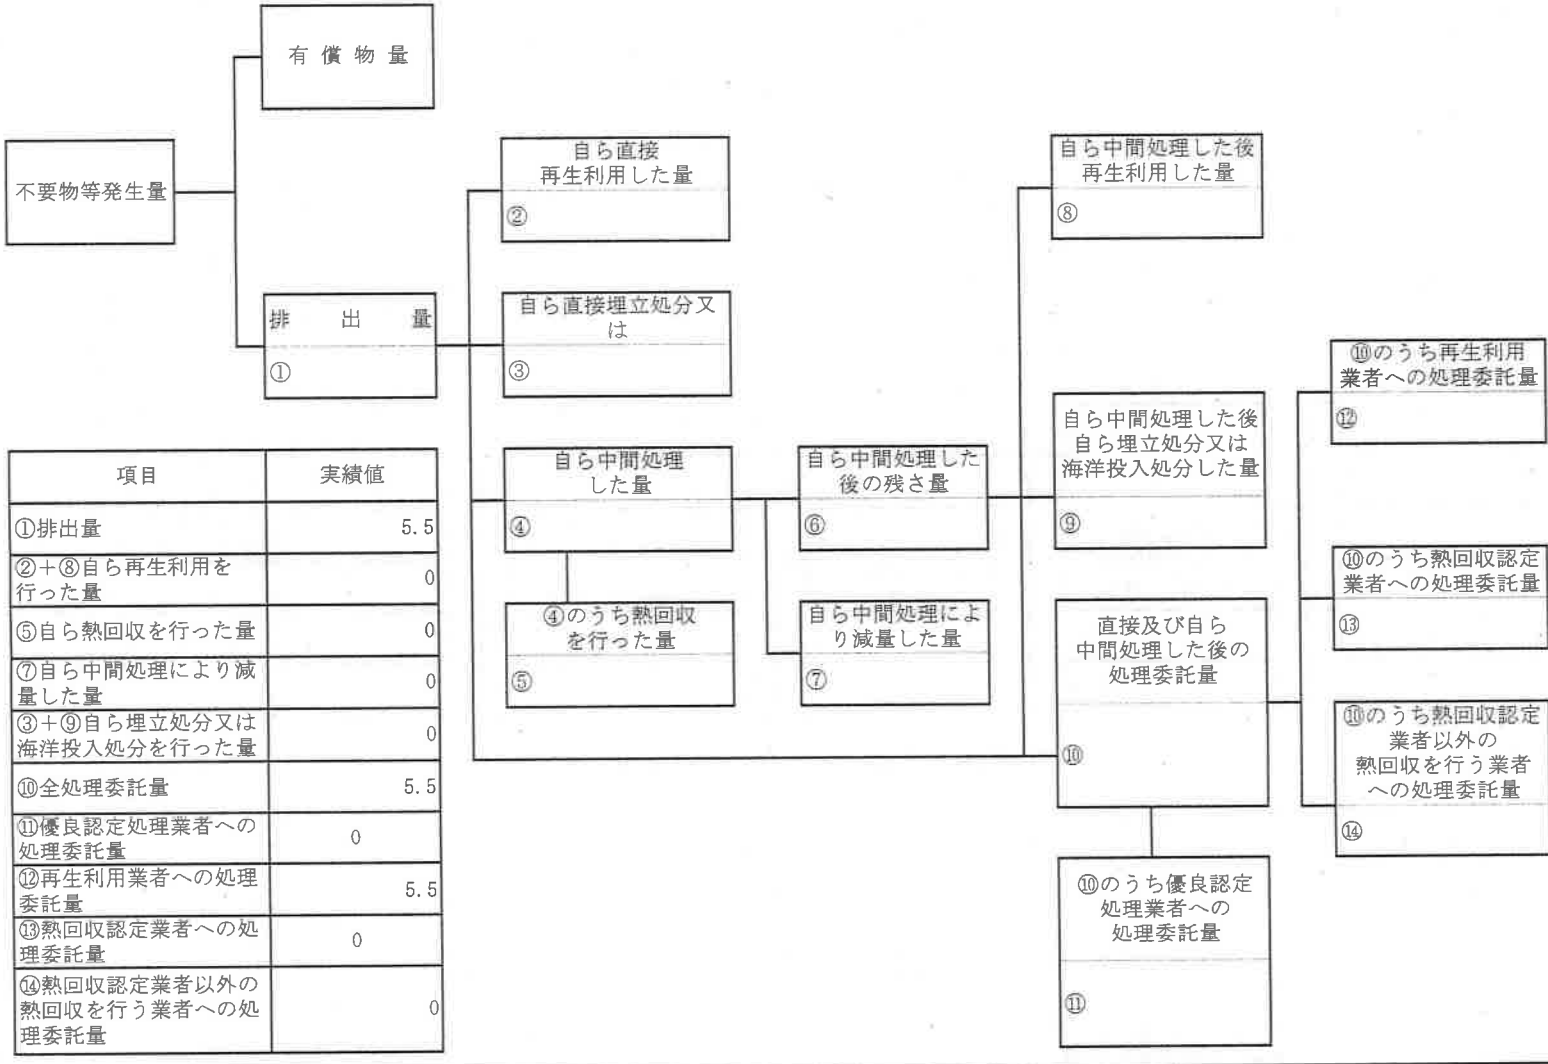 有償物量
不要物等発生量
排出量
①
自ら直接
再生利用した量
②
自ら直接埋立処分又
は
③
自ら中間処理
した量
④
④のうち熱回収
を行った量
⑤
自ら中間処理した
後の残さ量
⑥
自ら中間処理によ
り減量した量
⑦
自ら中間処理した後
再生利用した量
⑧
自ら中間処理した後
自ら埋立処分又は
海洋投入処分した量
⑨
直接及び自ら
中間処理した後の
処理委託量
⑩
⑩のうち優良認定
処理業者への
処理委託量
⑪
⑩のうち再生利用
業者への処理委託量
⑫
⑩のうち熱回収認定
業者への処理委託量
⑬
⑩のうち熱回収認定
業者以外の
熱回収を行う業者
への処理委託量
⑭
項目 実績値
①排出量 5.5
②+⑧自ら再生利用を
行った量 0
⑤自ら熱回収を行った量 0
⑦自ら中間処理により減
量した量 0
③+⑨自ら埋立処分又は
海洋投入処分を行った量 0
⑩全処理委託量 5.5
⑪優良認定処理業者への
処理委託量 0
⑫再生利用業者への処理
委託量 5.5
⑬熱回収認定業者への処
理委託量 0
⑭熱回収認定業者以外の
熱回収を行う業者への処
理委託量 0